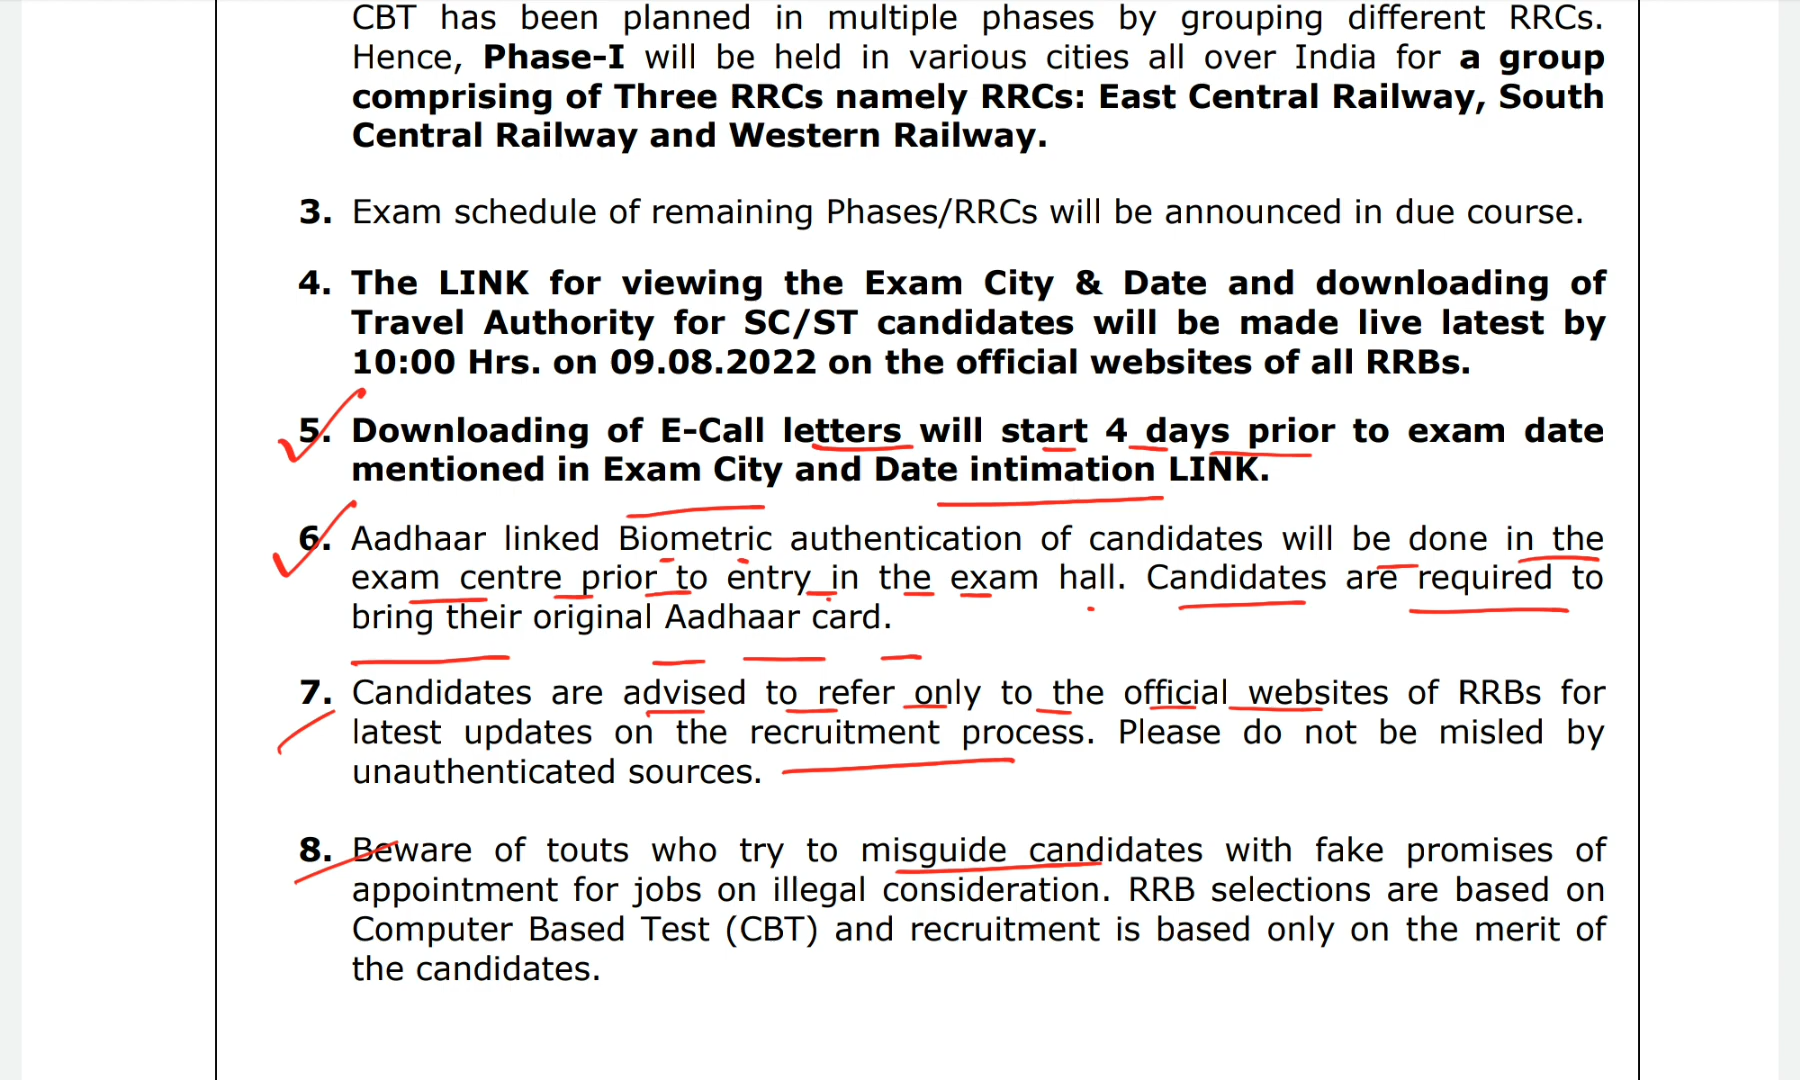 CBT has been planned in multiple phases by grouping different RRCs.
Hence, Phase-I will be held in various cities all over India for a group
comprising of Three RRCs namely RRCs: East Central Railway, South
Central Railway and Western Railway.
3. Exam schedule of remaining Phases/RRCs will be announced in due course.
4. The LINK for viewing the Exam City & Date and downloading of
Travel Authority for SC/ST candidates will be made live latest by
10:00 Hrs. on 09.08.2022 on the official websites of all RRBs.
5. Downloading of E-Call letters will start 4 days prior to exam date
mentioned in Exam City and Date intimation LINK.
6. Aadhaar linked Biometric authentication of candidates will be done in the
exam centre prior to entry in the exam hall. Candidates are required to
bring their original Aadhaar card.
7. Candidates are advised to refer only to the official websites of RRBs for
latest updates on the recruitment process. Please do not be misled by
unauthenticated sources.
8. Beware of touts who try to misguide candidates with fake promises of
appointment for jobs on illegal consideration. RRB selections are based on
Computer Based Test (CBT) and recruitment is based only on the merit of
the candidates.